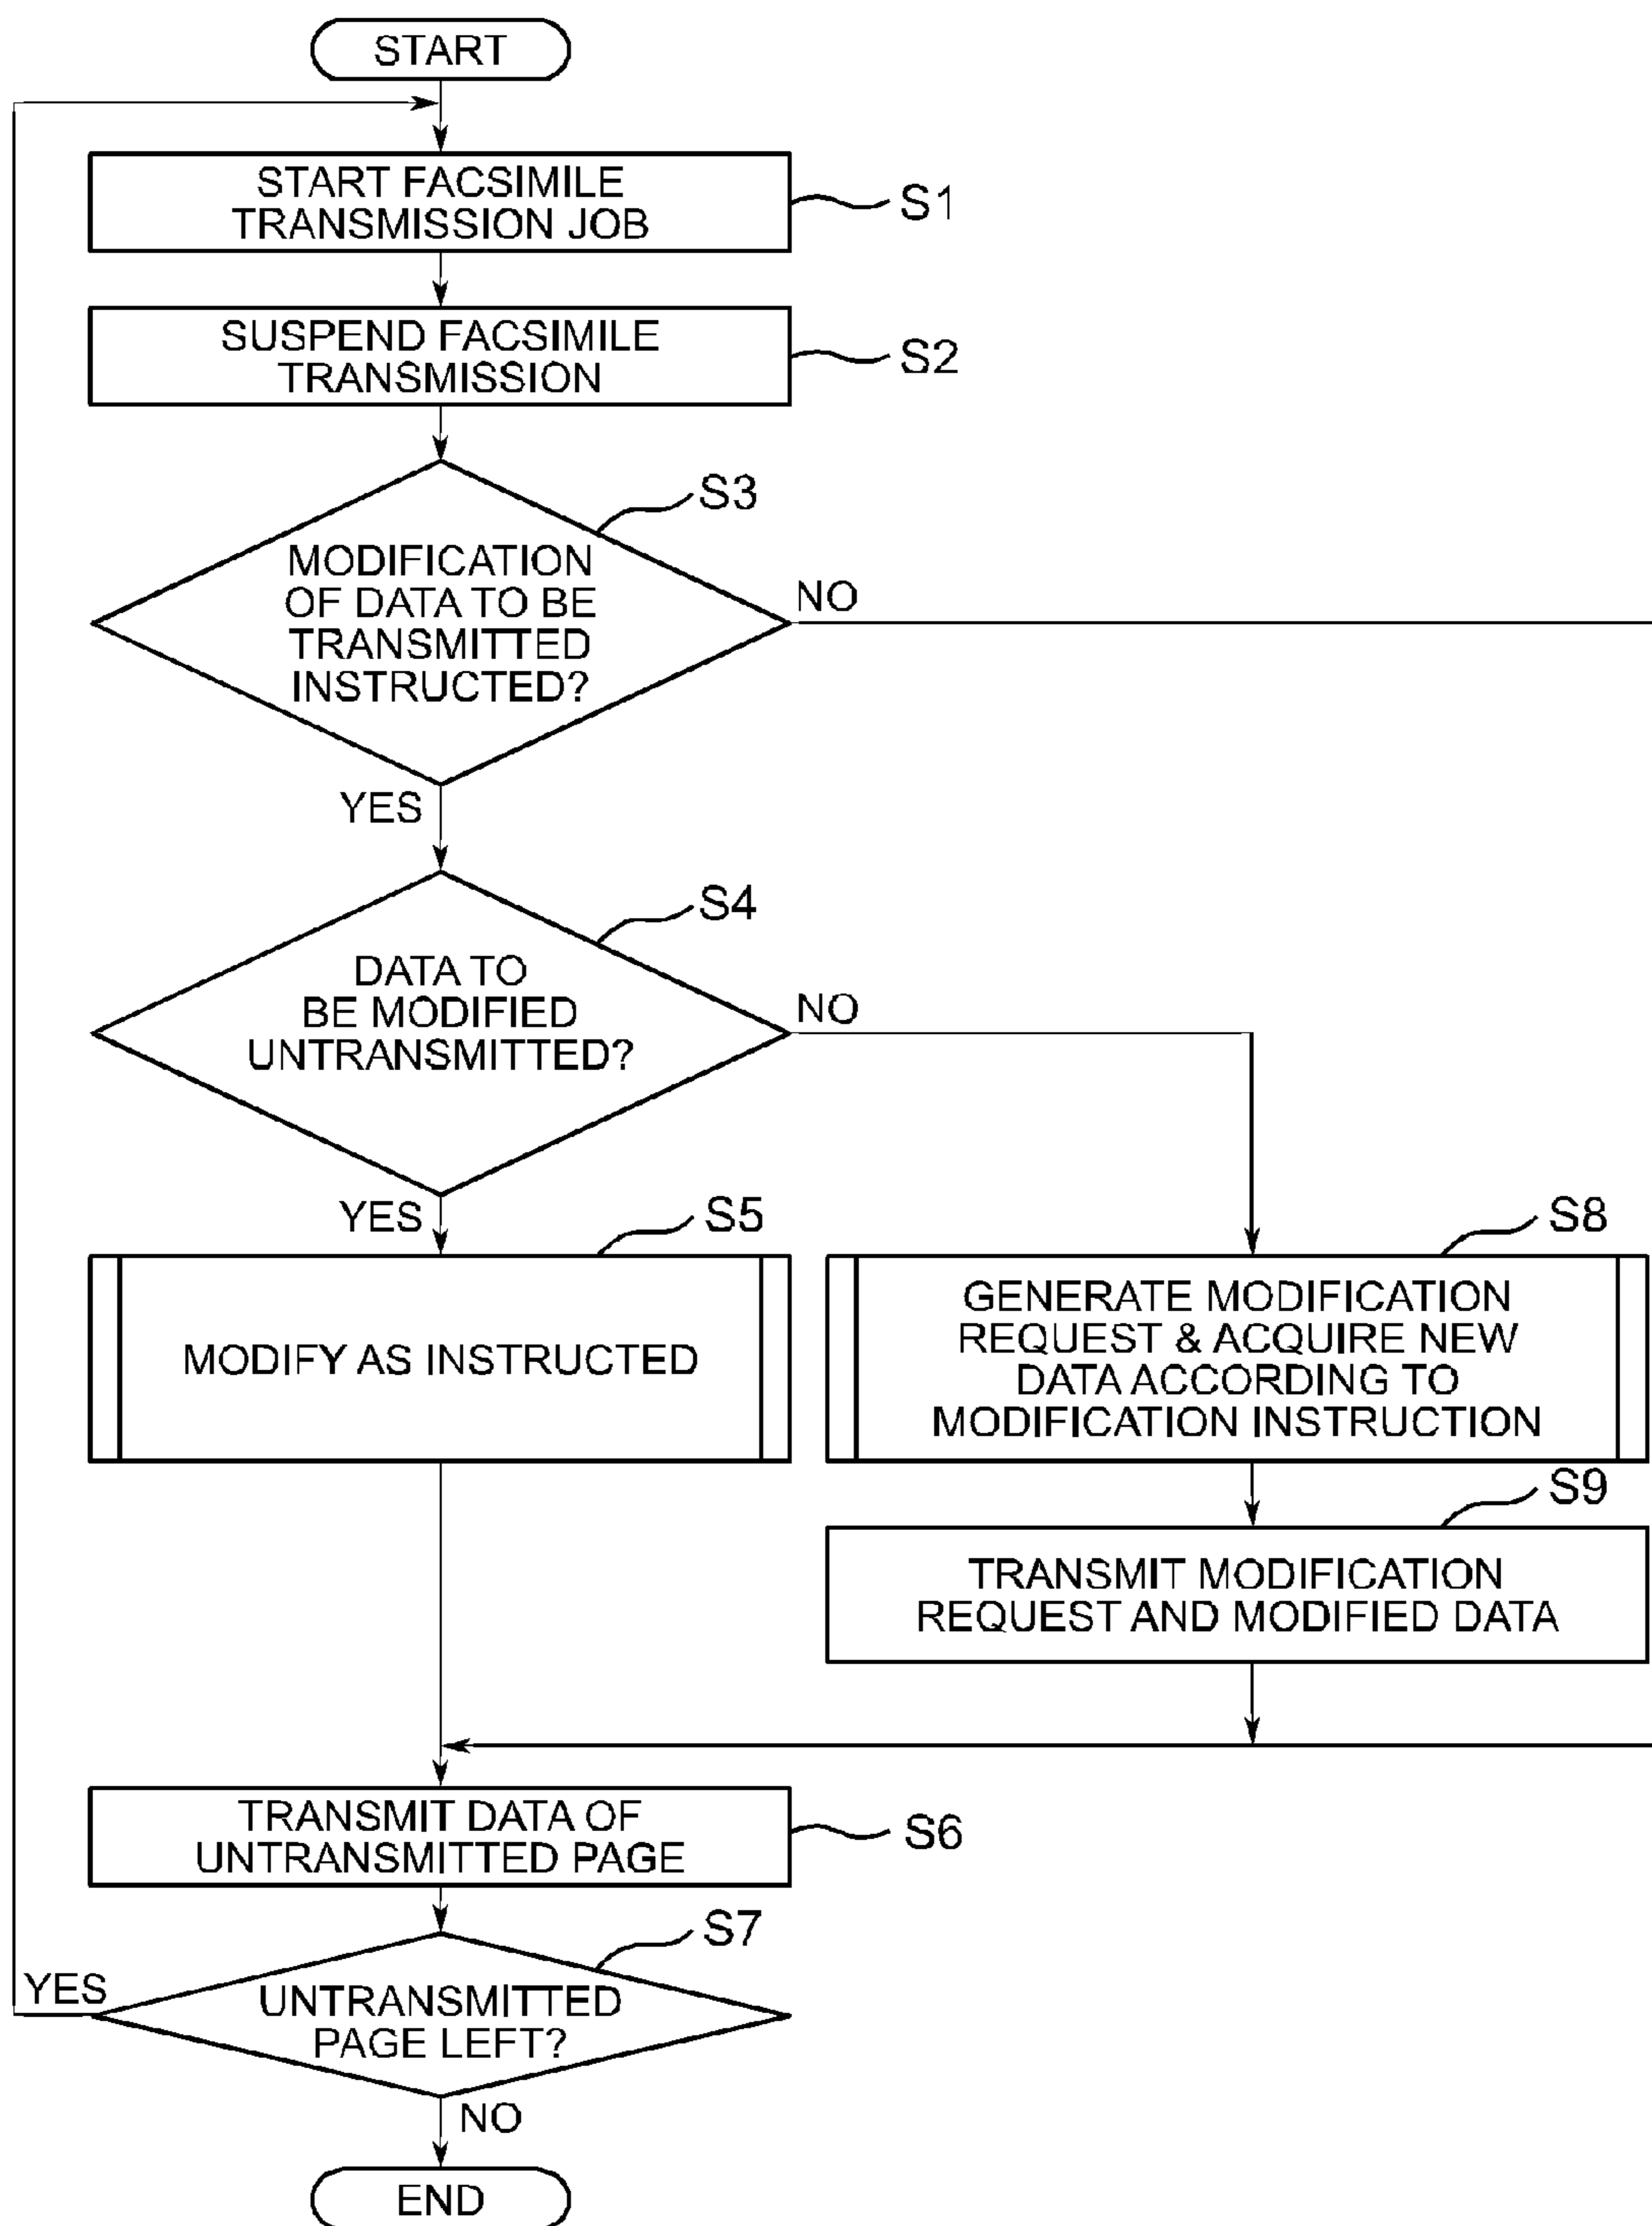 START
START FACSIMILE
TRANSMISSION JOB
S1
SUSPEND FACSIMILE
TRANSMISSION
S2
S3
MODIFICATION
OF DATA TO BE
TRANSMITTED
INSTRUCTED?
NO
YES
S4
DATA TO
BE MODIFIED
UNTRANSMITTED?
NO
YES
S5
MODIFY AS INSTRUCTED
S8
GENERATE MODIFICATION
REQUEST & ACQUIRE NEW
DATA ACCORDING TO
MODIFICATION INSTRUCTION
S9
TRANSMIT MODIFICATION
REQUEST AND MODIFIED DATA
TRANSMIT DATA OF
UNTRANSMITTED PAGE
S6
S7
YES
UNTRANSMITTED
PAGE LEFT?
NO
END